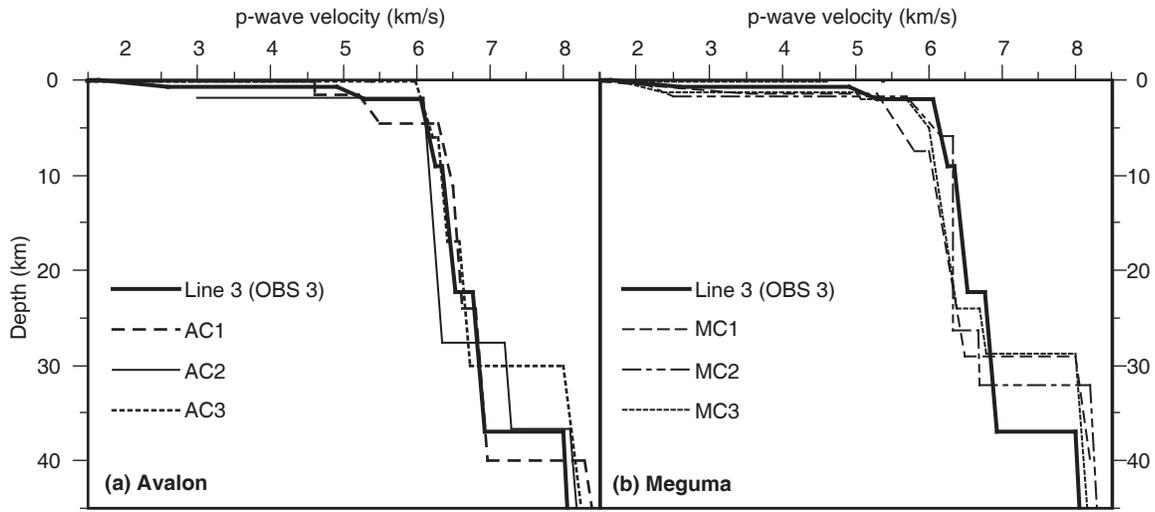 p-wave velocity (km/s) p-wave velocity (km/s)
2 3 4 5 6 7 8 2 3 4 5 6 7 8
0 0
10 10
20 20
30 30
40 40
Depth (km)
Line 3 (OBS 3)
AC1
AC2
AC3
(a) Avalon
Line 3 (OBS 3)
MC1
MC2
MC3
(b) Meguma